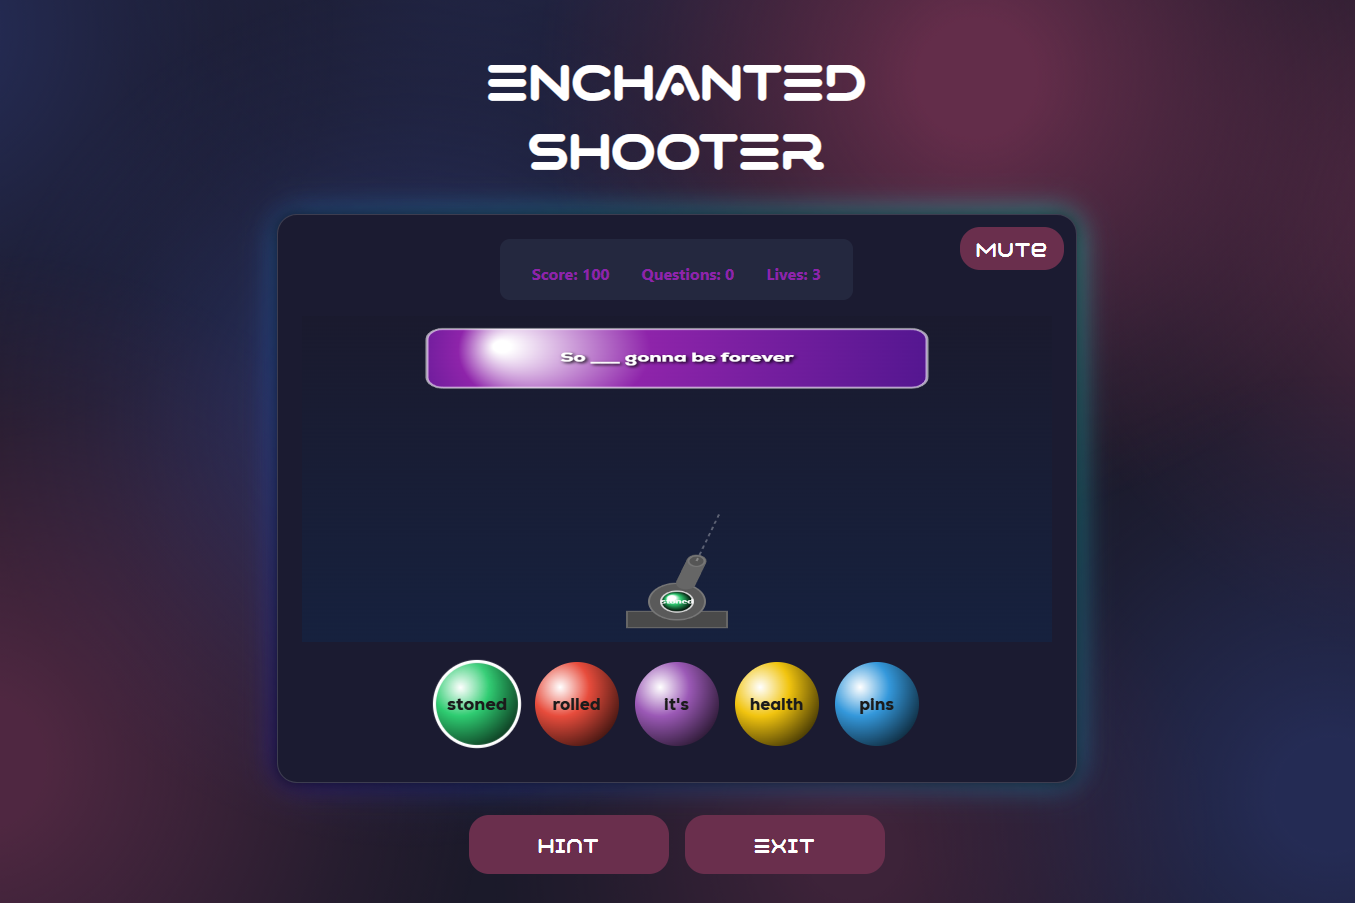 ENCHANTED
SHOOTER
MUTE
Score: 100 Questions: 0 Lives: 3
So ___ gonna be forever
stoned
stoned rolled it's health pins
HINT EXIT